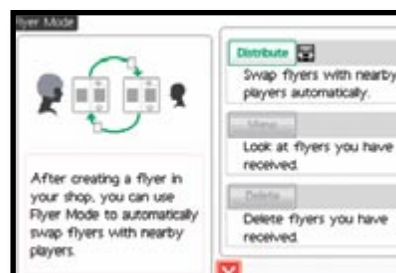 Flyer Mode
After creating a flyer in
your shop, you can use
Flyer Mode to automatically
swap flyers with nearby
players.
Distribute
Swap flyers with nearby
players automatically.
View
Look at flyers you have
received.
Delete
Delete flyers you have
received.